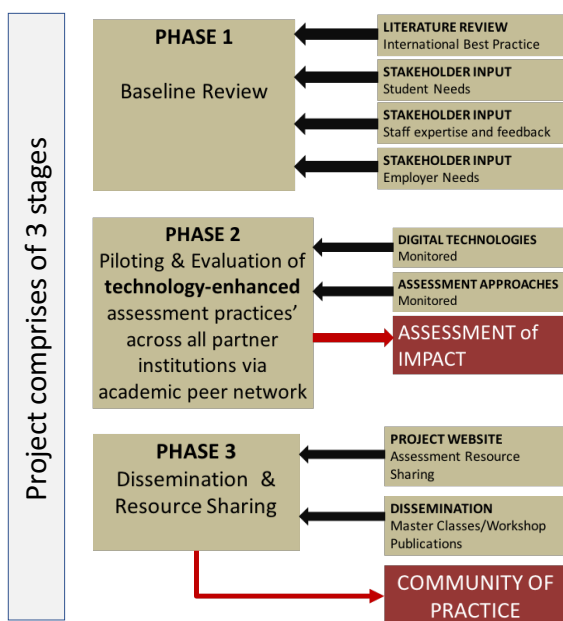 Project comprises of 3 stages
PHASE 1
Baseline Review
LITERATURE REVIEW
International Best Practice
STAKEHOLDER INPUT
Student Needs
STAKEHOLDER INPUT
Staff expertise and feedback
STAKEHOLDER INPUT
Employer Needs
PHASE 2
Piloting & Evaluation of
technology-enhanced
assessment practices’
across all partner
institutions via
academic peer network
DIGITAL TECHNOLOGIES
Monitored
ASSESSMENT APPROACHES
Monitored
ASSESSMENT of
IMPACT
PHASE 3
Dissemination &
Resource Sharing
PROJECT WEBSITE
Assessment Resource
Sharing
DISSEMINATION
Master Classes/Workshop
Publications
COMMUNITY OF
PRACTICE